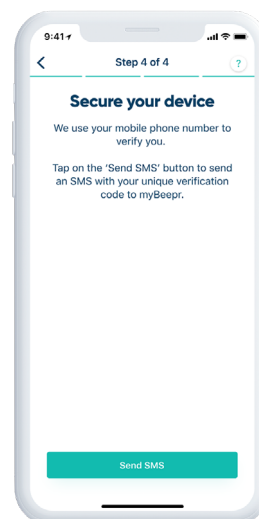 9:41
Step 4 of 4
?
Secure your device
We use your mobile phone number to
verify you.
Tap on the 'Send SMS' button to send
an SMS with your unique verification
code to myBeepr.
Send SMS